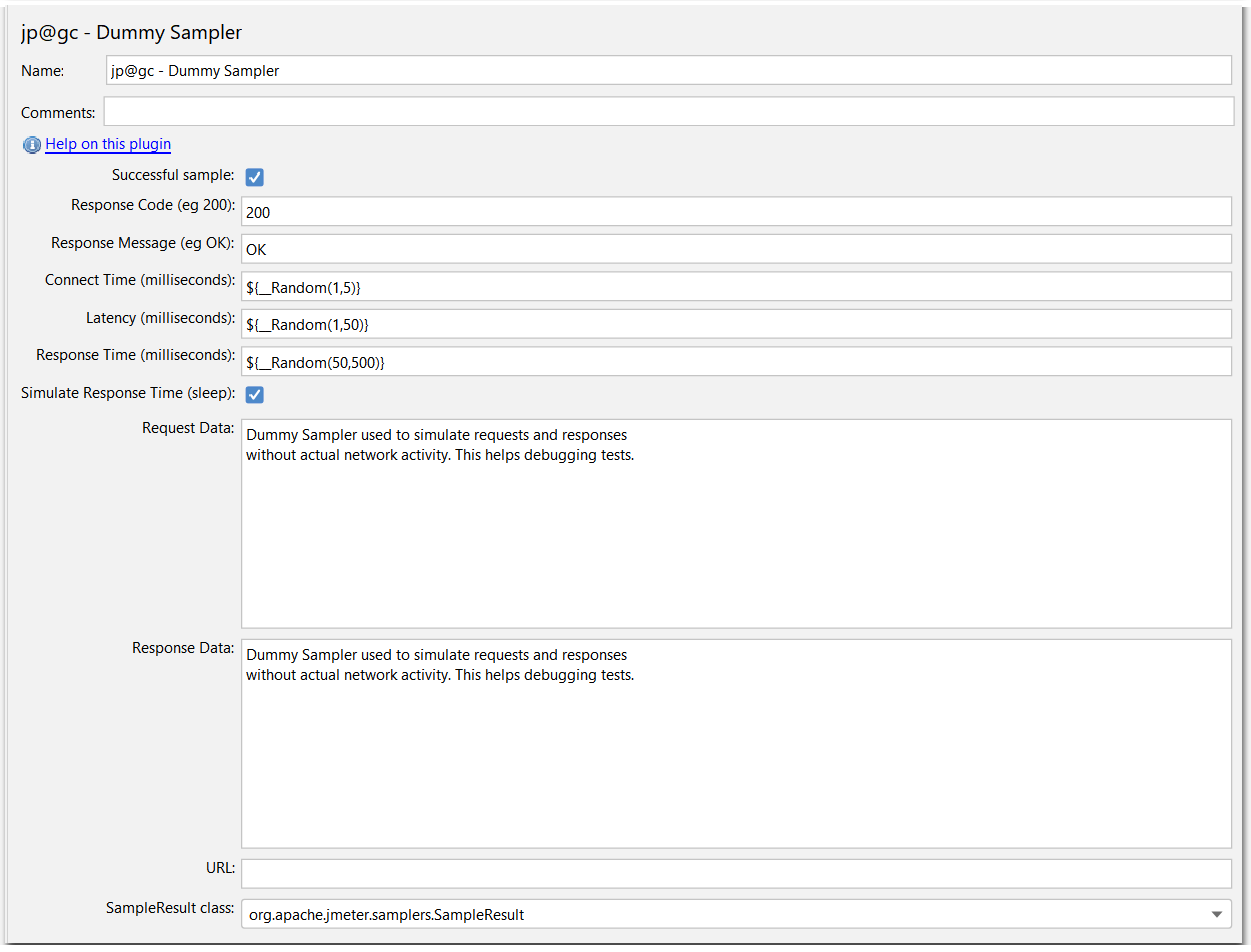 jp@gc - Dummy Sampler
Name: jp@gc - Dummy Sampler
Comments:
Help on this plugin
Successful sample:
Response Code (eg 200): 200
Response Message (eg OK): OK
Connect Time (milliseconds): ${__Random(1,5)}
Latency (milliseconds): ${__Random(1,50)}
Response Time (milliseconds): ${__Random(50,500)}
Simulate Response Time (sleep):
Request Data: Dummy Sampler used to simulate requests and responses
without actual network activity. This helps debugging tests.
Response Data: Dummy Sampler used to simulate requests and responses
without actual network activity. This helps debugging tests.
URL:
SampleResult class: org.apache.jmeter.samplers.SampleResult